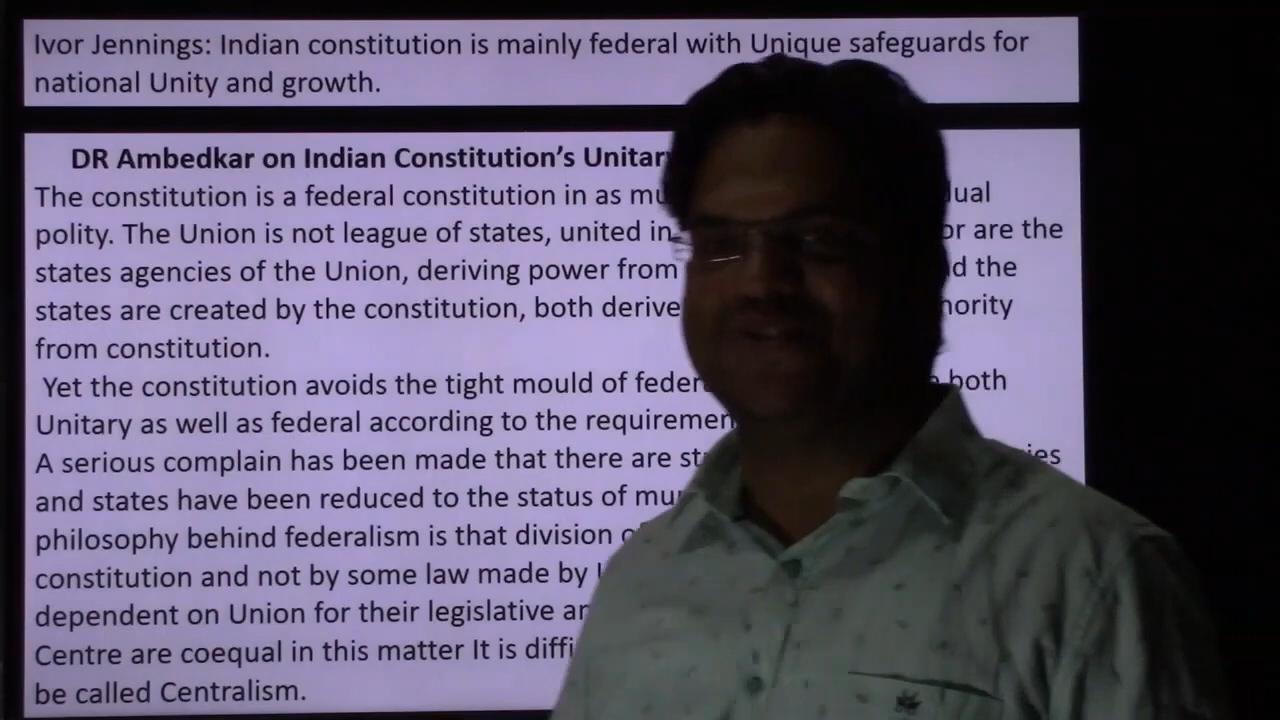 Ivor Jennings: Indian constitution is mainly federal with Unique safeguards for
national Unity and growth.
DR Ambedkar on Indian Constitution's Unitar
The constitution is a federal constitution in as mu dual
polity. The Union is not league of states, united in or are the
states agencies of the Union, deriving power from d the
states are created by the constitution, both derive hority
from constitution.
Yet the constitution avoids the tight mould of feder both
Unitary as well as federal according to the requiremen
A serious complain has been made that there are st ies
and states have been reduced to the status of mu
philosophy behind federalism is that division o
constitution and not by some law made by
dependent on Union for their legislative an
Centre are coequal in this matter It is diffi
be called Centralism.